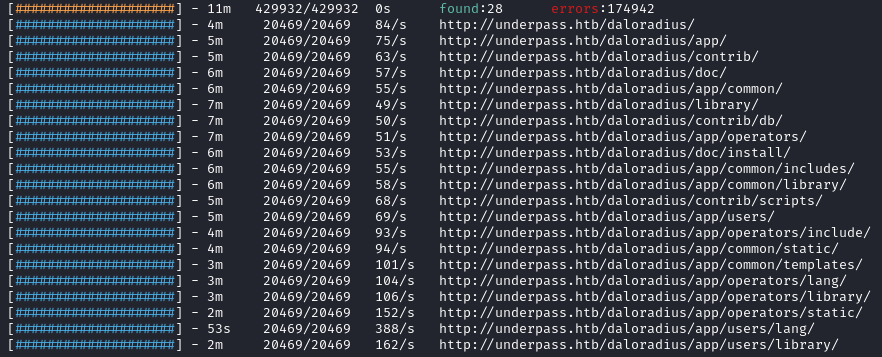 [####################] - 11m   429932/429932  0s      found:28      errors:174942
[####################] - 4m     20469/20469   84/s    http://underpass.htb/daloradius/
[####################] - 5m     20469/20469   75/s    http://underpass.htb/daloradius/app/
[####################] - 5m     20469/20469   63/s    http://underpass.htb/daloradius/contrib/
[####################] - 6m     20469/20469   57/s    http://underpass.htb/daloradius/doc/
[####################] - 6m     20469/20469   55/s    http://underpass.htb/daloradius/app/common/
[####################] - 7m     20469/20469   49/s    http://underpass.htb/daloradius/library/
[####################] - 7m     20469/20469   50/s    http://underpass.htb/daloradius/contrib/db/
[####################] - 7m     20469/20469   51/s    http://underpass.htb/daloradius/app/operators/
[####################] - 6m     20469/20469   53/s    http://underpass.htb/daloradius/doc/install/
[####################] - 6m     20469/20469   55/s    http://underpass.htb/daloradius/app/common/includes/
[####################] - 6m     20469/20469   58/s    http://underpass.htb/daloradius/app/common/library/
[####################] - 5m     20469/20469   68/s    http://underpass.htb/daloradius/contrib/scripts/
[####################] - 5m     20469/20469   69/s    http://underpass.htb/daloradius/app/users/
[####################] - 4m     20469/20469   93/s    http://underpass.htb/daloradius/app/operators/include/
[####################] - 4m     20469/20469   94/s    http://underpass.htb/daloradius/app/common/static/
[####################] - 3m     20469/20469   101/s   http://underpass.htb/daloradius/app/common/templates/
[####################] - 3m     20469/20469   104/s   http://underpass.htb/daloradius/app/operators/lang/
[####################] - 3m     20469/20469   106/s   http://underpass.htb/daloradius/app/operators/library/
[####################] - 2m     20469/20469   152/s   http://underpass.htb/daloradius/app/operators/static/
[####################] - 53s    20469/20469   388/s   http://underpass.htb/daloradius/app/users/lang/
[####################] - 2m     20469/20469   162/s   http://underpass.htb/daloradius/app/users/library/